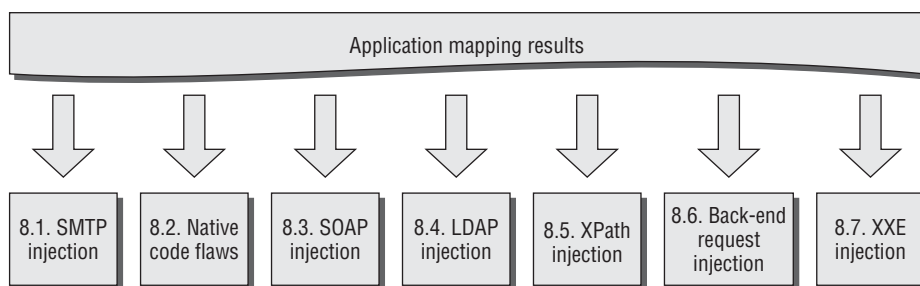 Application mapping results
8.1. SMTP
injection
8.2. Native
code flaws
8.3. SOAP
injection
8.4. LDAP
injection
8.5. XPath
injection
8.6. Back-end
request
injection
8.7. XXE
injection